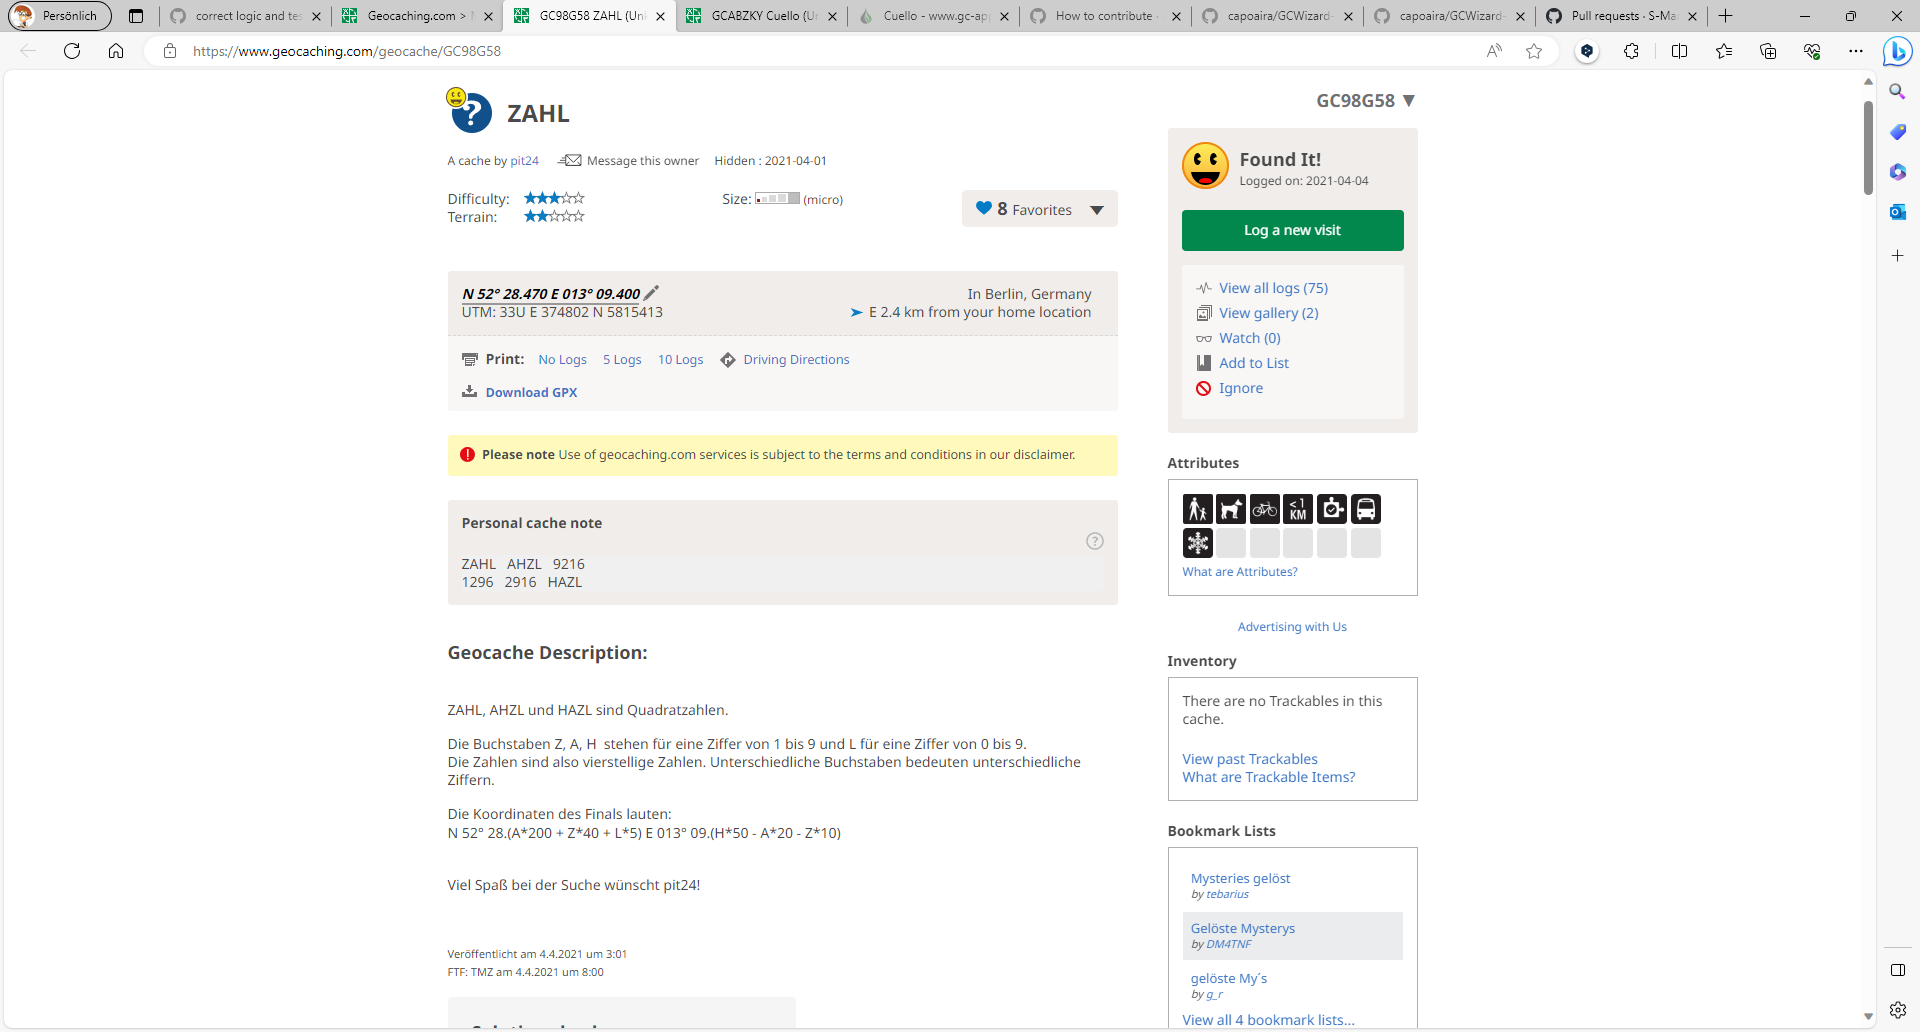 Persönlich
correct logic and tes
Geocaching.com > M
GC98G58 ZAHL (Un
GCABZKY Cuello (Un
Cuello - www.gc-app
How to contribute ·
capoaira/GCWizard-
capoaira/GCWizard-
Pull requests · S-Ma
https://www.geocaching.com/geocache/GC98G58
ZAHL
GC98G58 ▼
A cache by pit24
Message this owner
Hidden : 2021-04-01
Difficulty:
Terrain:
Size: (micro)
8 Favorites
Found It!
Logged on: 2021-04-04
Log a new visit
N 52° 28.470 E 013° 09.400
UTM: 33U E 374802 N 5815413
In Berlin, Germany
E 2.4 km from your home location
Print: No Logs 5 Logs 10 Logs Driving Directions
Download GPX
View all logs (75)
View gallery (2)
Watch (0)
Add to List
Ignore
Please note Use of geocaching.com services is subject to the terms and conditions in our disclaimer.
Personal cache note
ZAHL AHZL 9216
1296 2916 HAZL
Attributes
<1 KM
What are Attributes?
Advertising with Us
Geocache Description:
ZAHL, AHZL und HAZL sind Quadratzahlen.
Die Buchstaben Z, A, H stehen für eine Ziffer von 1 bis 9 und L für eine Ziffer von 0 bis 9.
Die Zahlen sind also vierstellige Zahlen. Unterschiedliche Buchstaben bedeuten unterschiedliche
Ziffern.
Die Koordinaten des Finals lauten:
N 52° 28.(A*200 + Z*40 + L*5) E 013° 09.(H*50 - A*20 - Z*10)
Viel Spaß bei der Suche wünscht pit24!
Veröffentlicht am 4.4.2021 um 3:01
FTF: TMZ am 4.4.2021 um 8:00
Inventory
There are no Trackables in this
cache.
View past Trackables
What are Trackable Items?
Bookmark Lists
Mysteries gelöst
by tebarius
Gelöste Mysterys
by DM4TNF
gelöste My´s
by g_r
View all 4 bookmark lists...